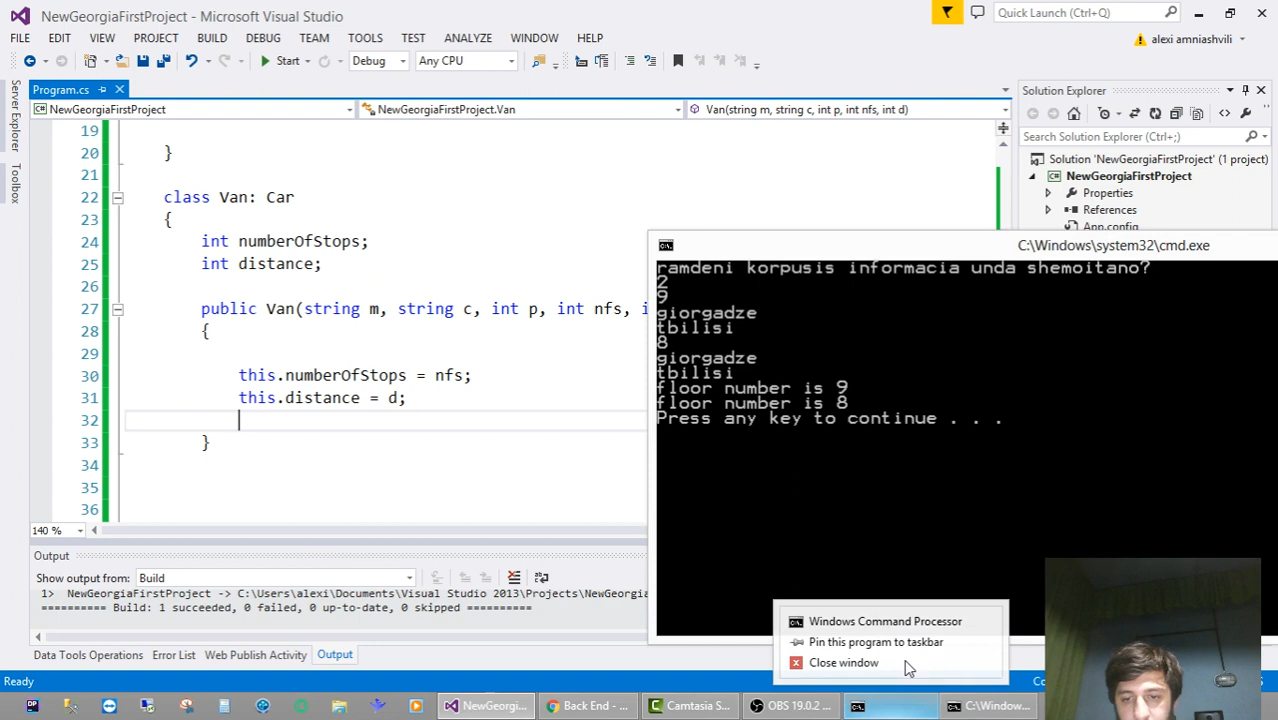 NewGeorgiaFirstProject - Microsoft Visual Studio
Quick Launch (Ctrl+Q)
FILE EDIT VIEW PROJECT BUILD DEBUG TEAM TOOLS TEST ANALYZE WINDOW HELP
alexi amniashvili
Start Debug Any CPU
Server Explorer
Toolbox
Program.cs
NewGeorgiaFirstProject NewGeorgiaFirstProject.Van Van(string m, string c, int p, int nfs, int d)
19
20 }
21
22 class Van: Car
23 {
24 int numberOfStops;
25 int distance;
26
27 public Van(string m, string c, int p, int nfs, i
28 {
29
30 this.numberOfStops = nfs;
31 this.distance = d;
32
33 }
34
35
36
140 %
Solution Explorer
Search Solution Explorer (Ctrl+;)
Solution 'NewGeorgiaFirstProject' (1 project)
NewGeorgiaFirstProject
Properties
References
App.config
C:\Windows\system32\cmd.exe
ramdeni korpusis informacia unda shemoitano?
2
9
giorgadze
tbilisi
8
giorgadze
tbilisi
floor number is 9
floor number is 8
Press any key to continue . . .
Output
Show output from: Build
1> NewGeorgiaFirstProject -> C:\Users\alexi\Documents\Visual Studio 2013\Projects\NewGeorgia
========== Build: 1 succeeded, 0 failed, 0 up-to-date, 0 skipped ==========
Windows Command Processor
Pin this program to taskbar
Close window
Data Tools Operations Error List Web Publish Activity Output
Ready
NewGeorgi... Back End - ... Camtasia S... OBS 19.0.2 ... C:\Window...